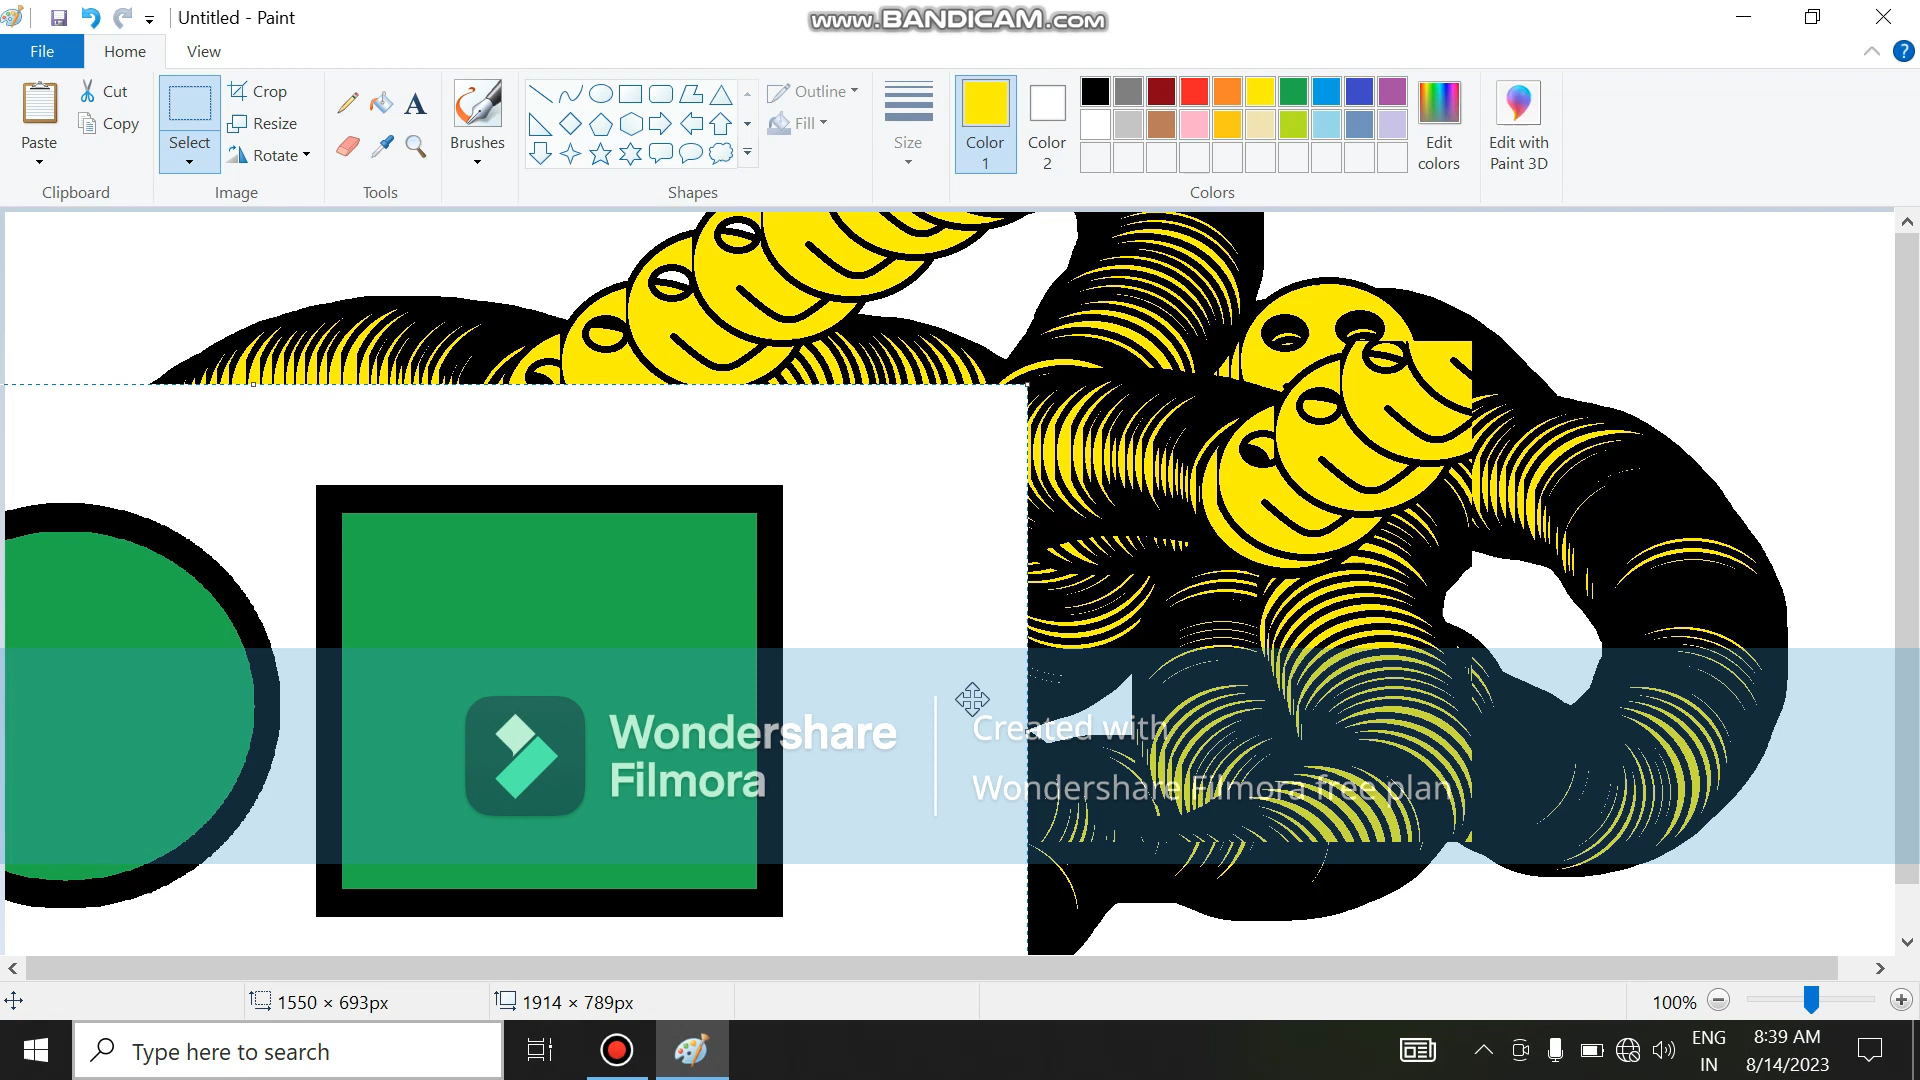 Untitled - Paint
www.BANDICAM.com
File
Home
View
Paste
Cut
Copy
Clipboard
Select
Crop
Resize
Rotate
Image
A
Tools
Brushes
Shapes
Outline
Fill
Size
Color
1
Color
2
Colors
Edit
colors
Edit with
Paint 3D
?
Wondershare
Filmora
Created with
Wondershare Filmora free plan
1550 × 693px
1914 × 789px
100%
Type here to search
ENG
IN
8:39 AM
8/14/2023